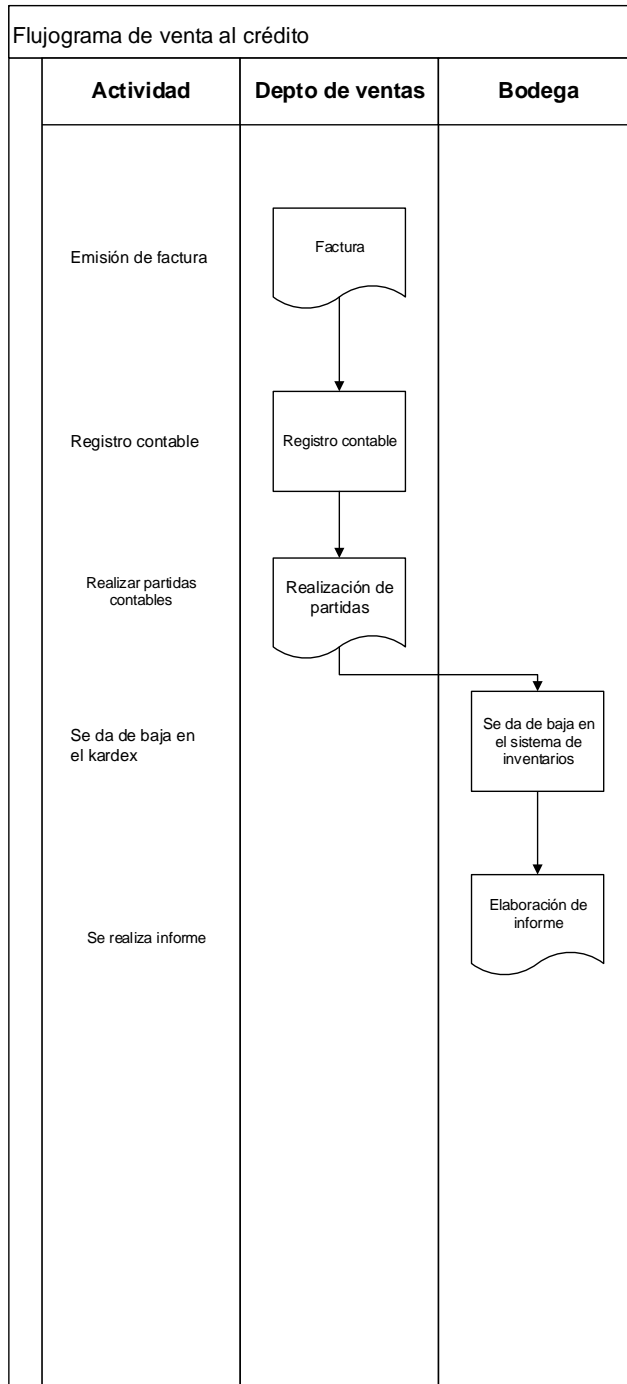 Flujograma de venta al crédito
Actividad
Depto de ventas
Bodega
Emisión de factura
Factura
Registro contable
Registro contable
Realizar partidas
contables
Realización de
partidas
Se da de baja en
el kardex
Se da de baja en
el sistema de
inventarios
Se realiza informe
Elaboración de
informe